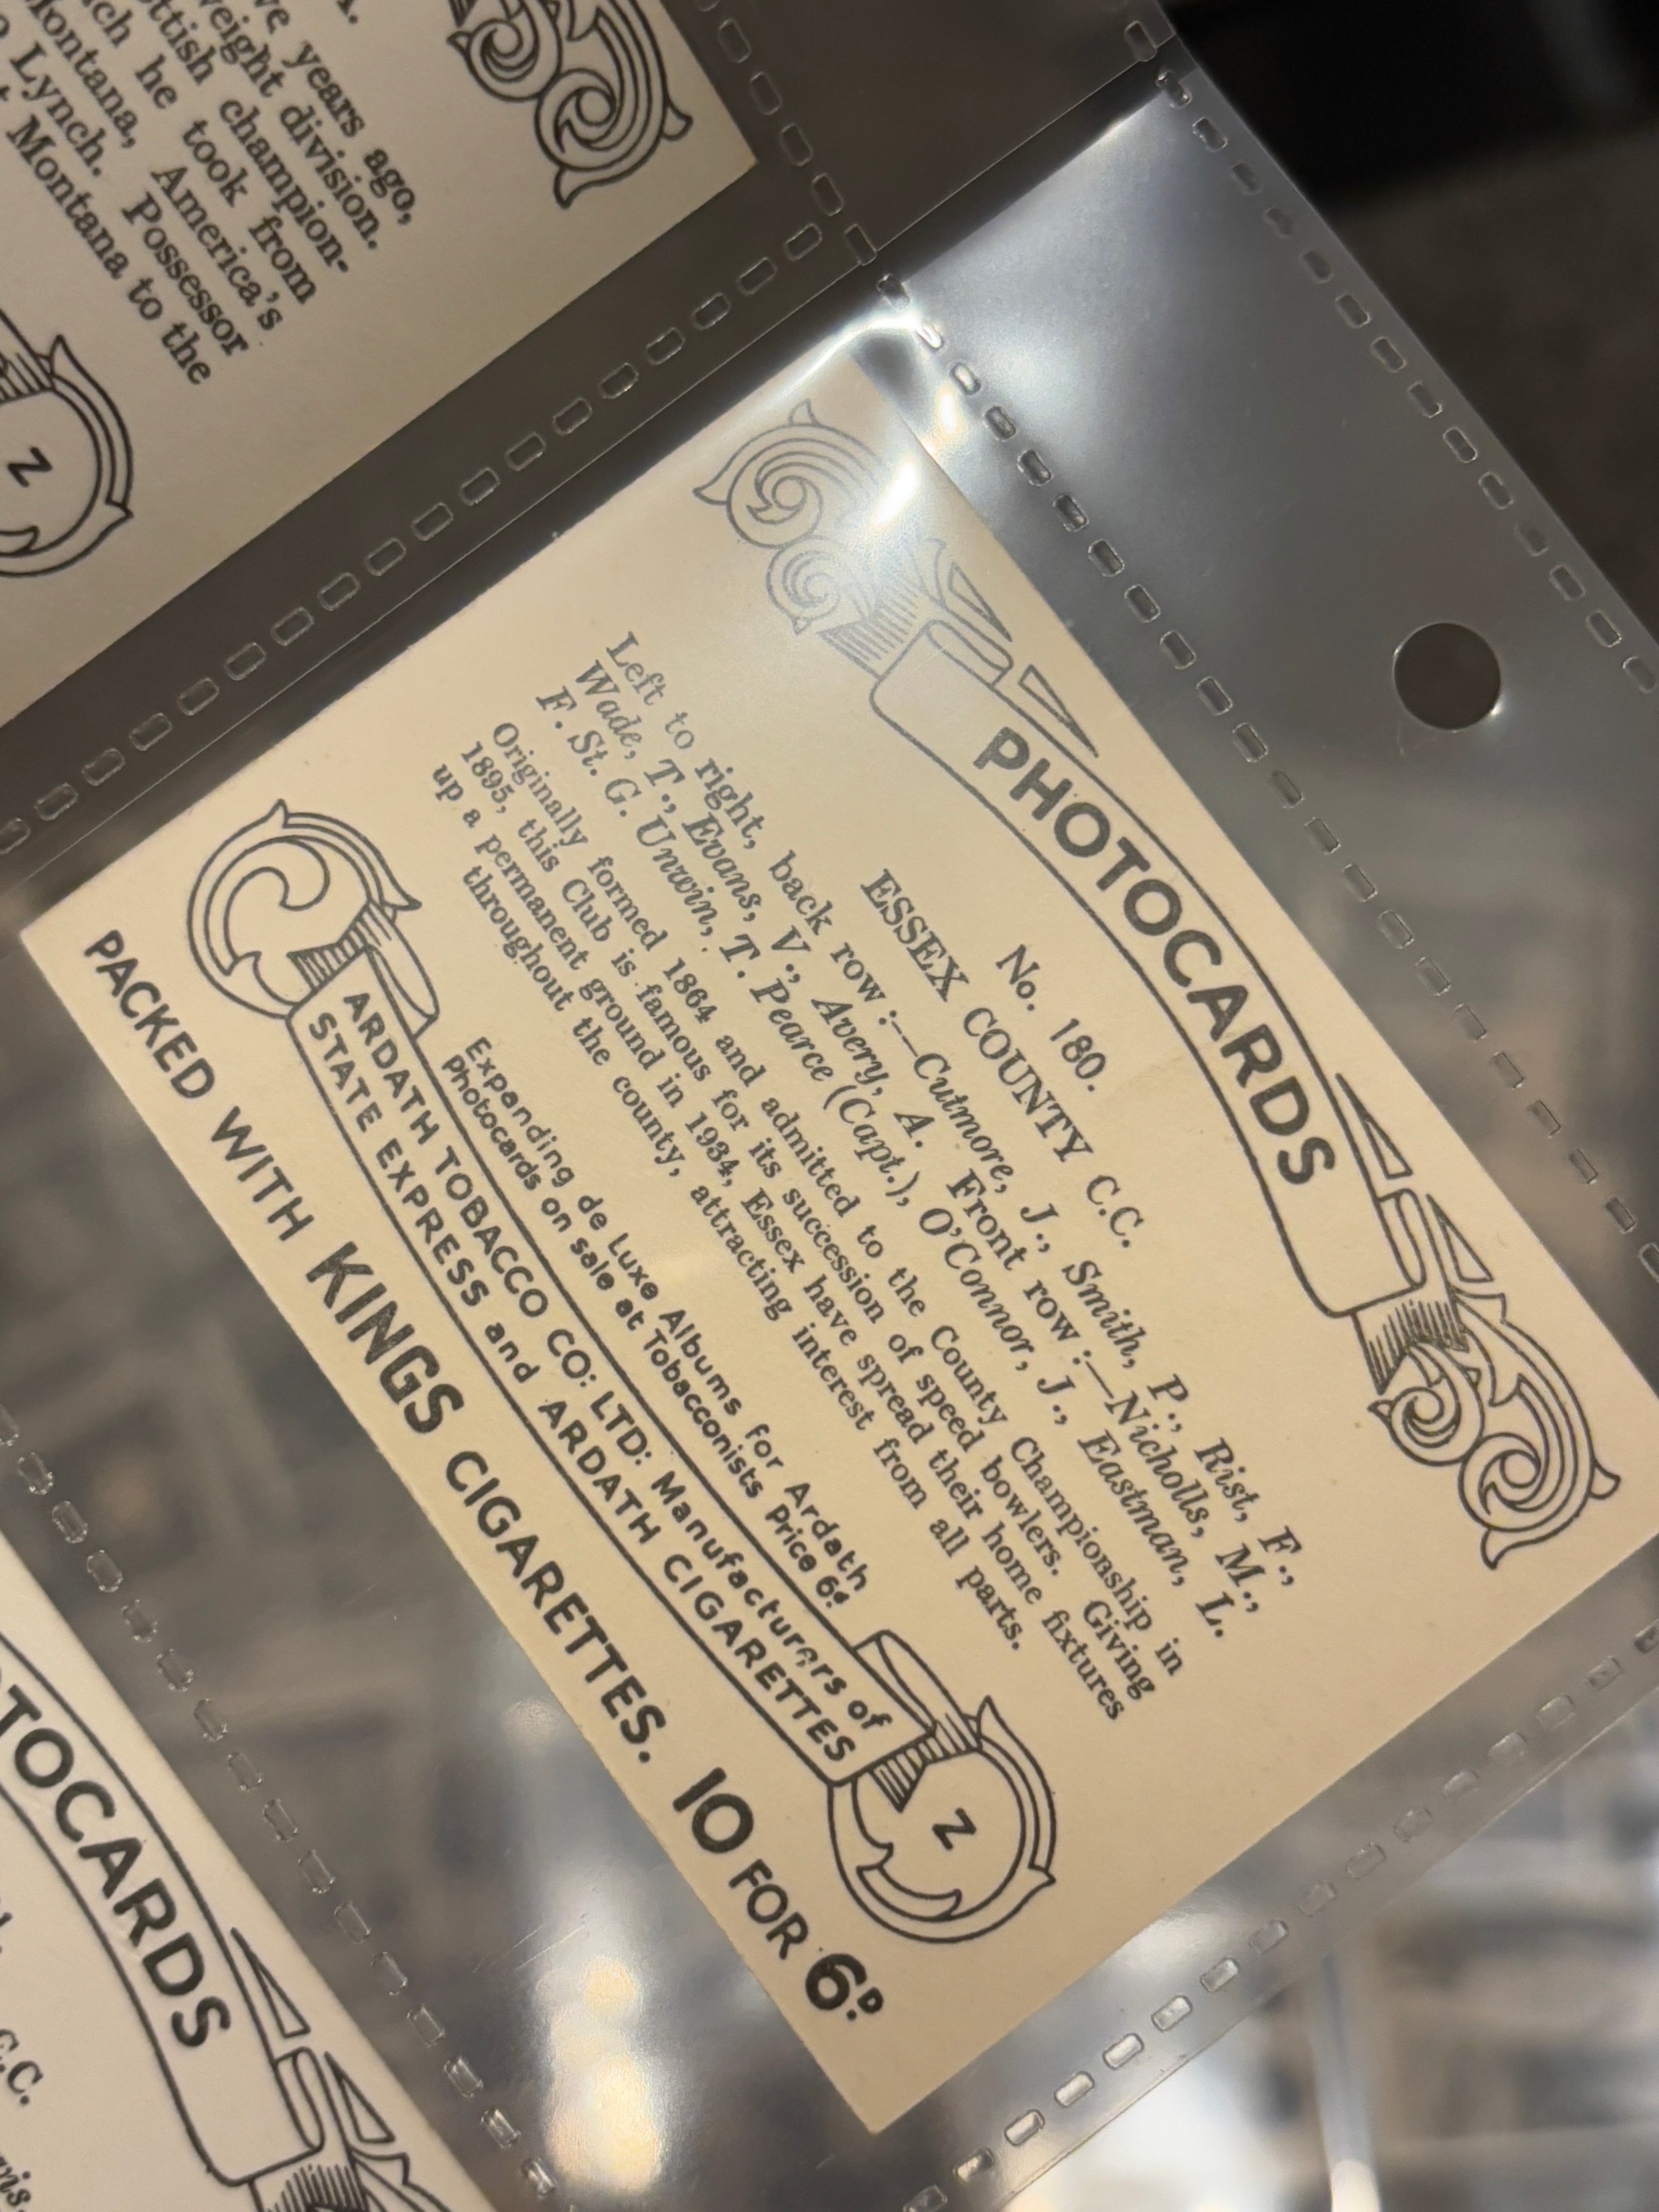 ve years ago,
weight division.
ttish champion-
ch he took from
Montana, America's
Lynch. Possessor
Montana to the
Z
PHOTOCARDS
No. 180.
ESSEX COUNTY C.C.
Left to right, back row :—Cutmore, J., Smith, P., Rist, F.,
Wade, T., Evans, V., Avery, A. Front row :—Nicholls, M.,
F. St. G. Unwin, T. Pearce (Capt.), O'Connor, J., Eastman, L.
Originally formed 1864 and admitted to the County Championship in
1895, this Club is famous for its succession of speed bowlers. Giving
up a permanent ground in 1934, Essex have spread their home fixtures
throughout the county, attracting interest from all parts.
Expanding de Luxe Albums for Ardath
Photocards on sale at Tobacconists Price 6d.
ARDATH TOBACCO CO: LTD: Manufacturers of
STATE EXPRESS and ARDATH CIGARETTES
Z
PACKED WITH KINGS CIGARETTES. 10 FOR 6D.
TOCARDS
C.C.